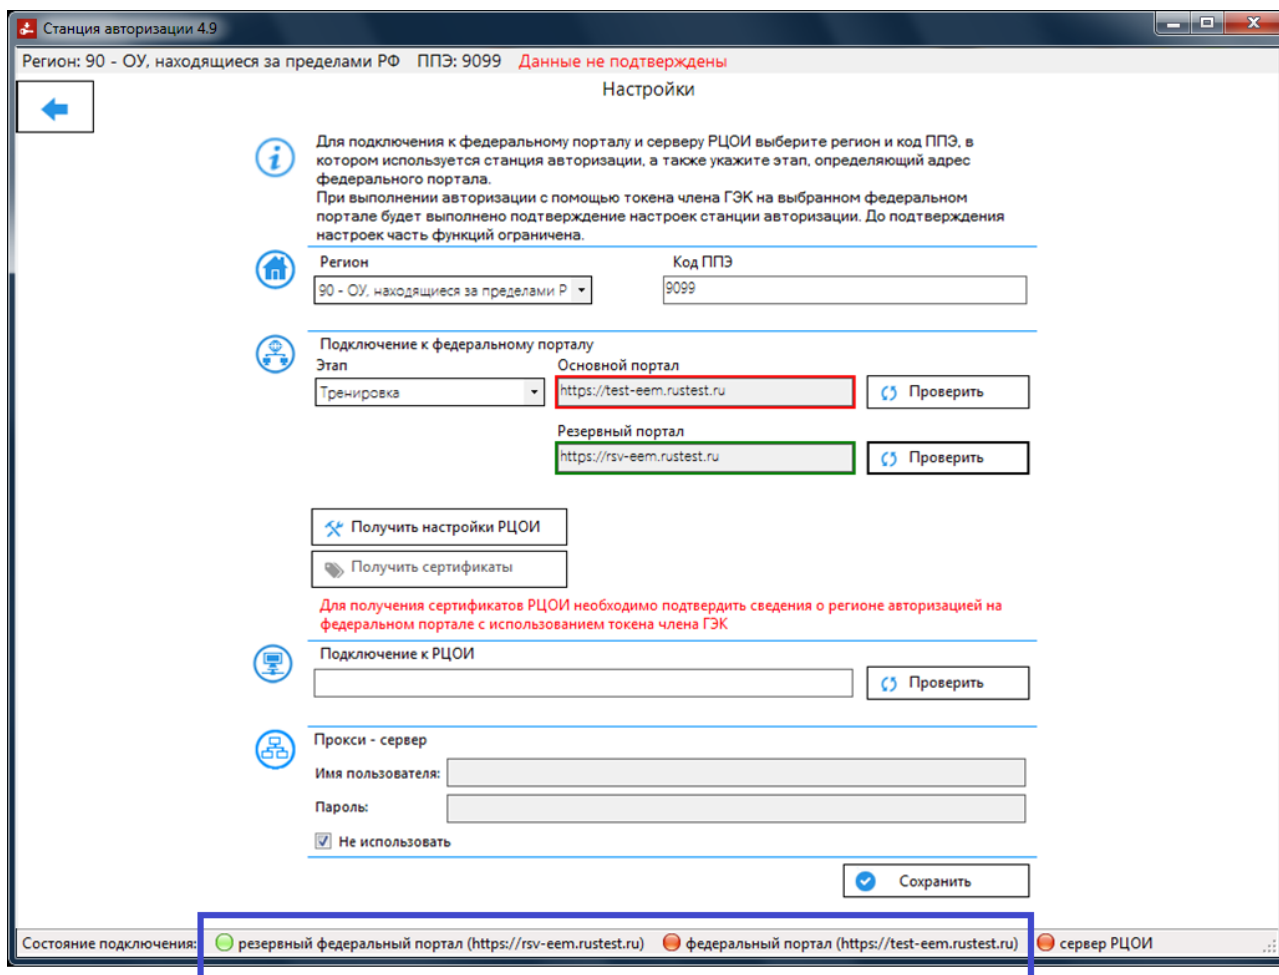 Станция авторизации 4.9
Регион: 90 - ОУ, находящиеся за пределами РФ ППЭ: 9099 Данные не подтверждены
Настройки
Для подключения к федеральному порталу и серверу РЦОИ выберите регион и код ППЭ, в
котором используется станция авторизации, а также укажите этап, определяющий адрес
федерального портала.
При выполнении авторизации с помощью токена члена ГЭК на выбранном федеральном
портале будет выполнено подтверждение настроек станции авторизации. До подтверждения
настроек часть функций ограничена.
Регион Код ППЭ
90 - ОУ, находящиеся за пределами Р 9099
Подключение к федеральному порталу
Этап Основной портал
Тренировка https://test-eem.rustest.ru Проверить
Резервный портал
https://rsv-eem.rustest.ru Проверить
Получить настройки РЦОИ
Получить сертификаты
Для получения сертификатов РЦОИ необходимо подтвердить сведения о регионе авторизацией на
федеральном портале с использованием токена члена ГЭК
Подключение к РЦОИ
Проверить
Прокси - сервер
Имя пользователя:
Пароль:
Не использовать
Сохранить
Состояние подключения: резервный федеральный портал (https://rsv-eem.rustest.ru) федеральный портал (https://test-eem.rustest.ru) сервер РЦОИ